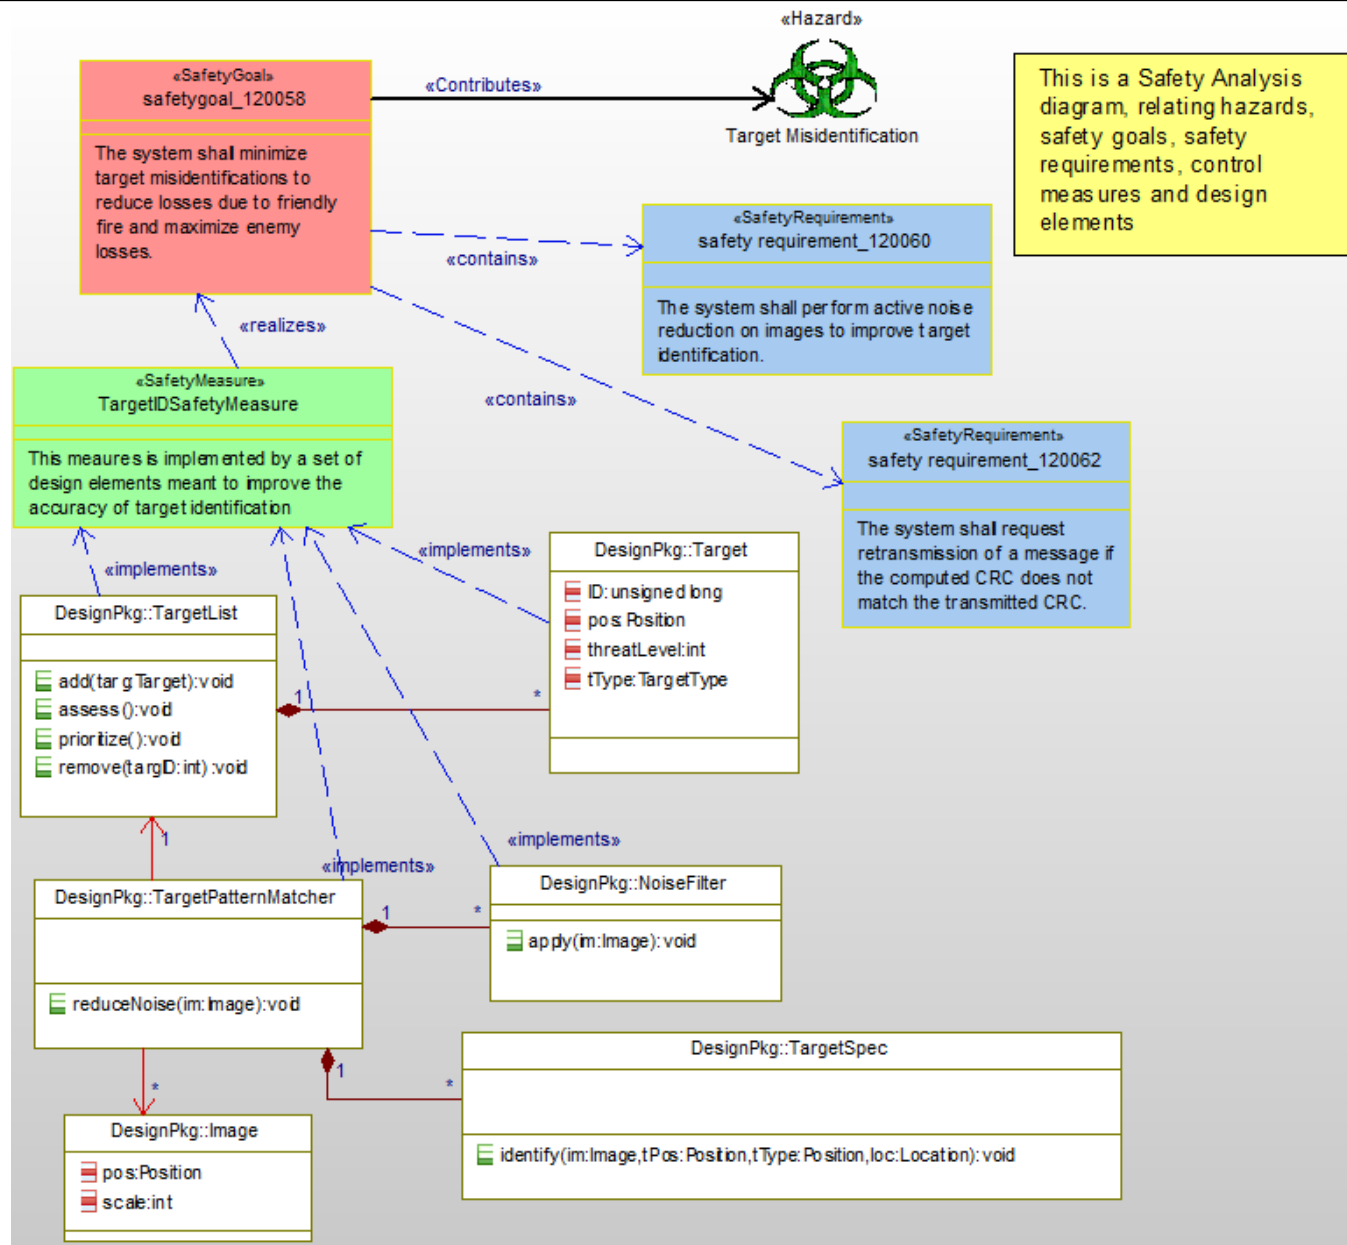 «Hazard»
«SafetyGoal»
safetygoal_120058
«Contributes»
Target Misidentification
This is a Safety Analysis
diagram, relating hazards,
safety goals, safety
requirements, control
measures and design
elements
The system shall minimize
target misidentifications to
reduce losses due to friendly
fire and maximize enemy
losses.
«contains»
«SafetyRequirement»
safety requirement_120060
The system shall perform active noise
reduction on images to improve target
identification.
«realizes»
«contains»
«SafetyMeasure»
TargetIDSafetyMeasure
This meaures is implemented by a set of
design elements meant to improve the
accuracy of target identification
«SafetyRequirement»
safety requirement_120062
The system shall request
retransmission of a message if
the computed CRC does not
match the transmitted CRC.
«implements»
«implements»
DesignPkg::Target
ID:unsigned long
pos:Position
threatLevel:int
tType:TargetType
DesignPkg::TargetList
add(targ:Target):void
assess():void
prioritize():void
remove(targID:int):void
1
*
1
«implements»
«implements»
DesignPkg::TargetPatternMatcher
reduceNoise(im:Image):void
1
*
DesignPkg::NoiseFilter
apply(im:Image):void
1
*
DesignPkg::TargetSpec
identify(im:Image,tPos:Position,tType:Position,loc:Location):void
*
DesignPkg::Image
pos:Position
scale:int